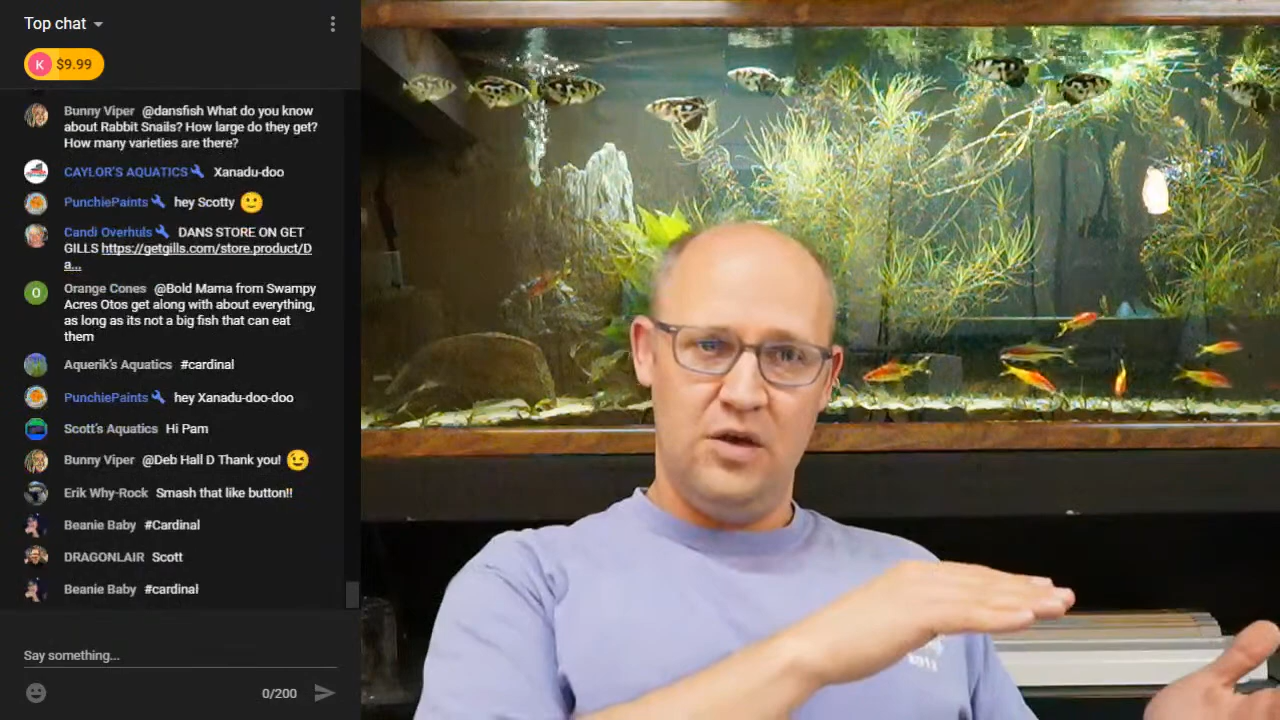 Top chat
K $9.99
Bunny Viper @dansfish What do you know
about Rabbit Snails? How large do they get?
How many varieties are there?
CAYLOR'S AQUATICS Xanadu-doo
PunchiePaints hey Scotty
Candi Overhuls DANS STORE ON GET
GILLS https://getgills.com/store.product/D
a...
O Orange Cones @Bold Mama from Swampy
Acres Otos get along with about everything,
as long as its not a big fish that can eat
them
Aquerik's Aquatics #cardinal
PunchiePaints hey Xanadu-doo-doo
Scott's Aquatics Hi Pam
Bunny Viper @Deb Hall D Thank you!
Erik Why-Rock Smash that like button!!
Beanie Baby #Cardinal
DRAGONLAIR Scott
Beanie Baby #cardinal
Say something...
0/200